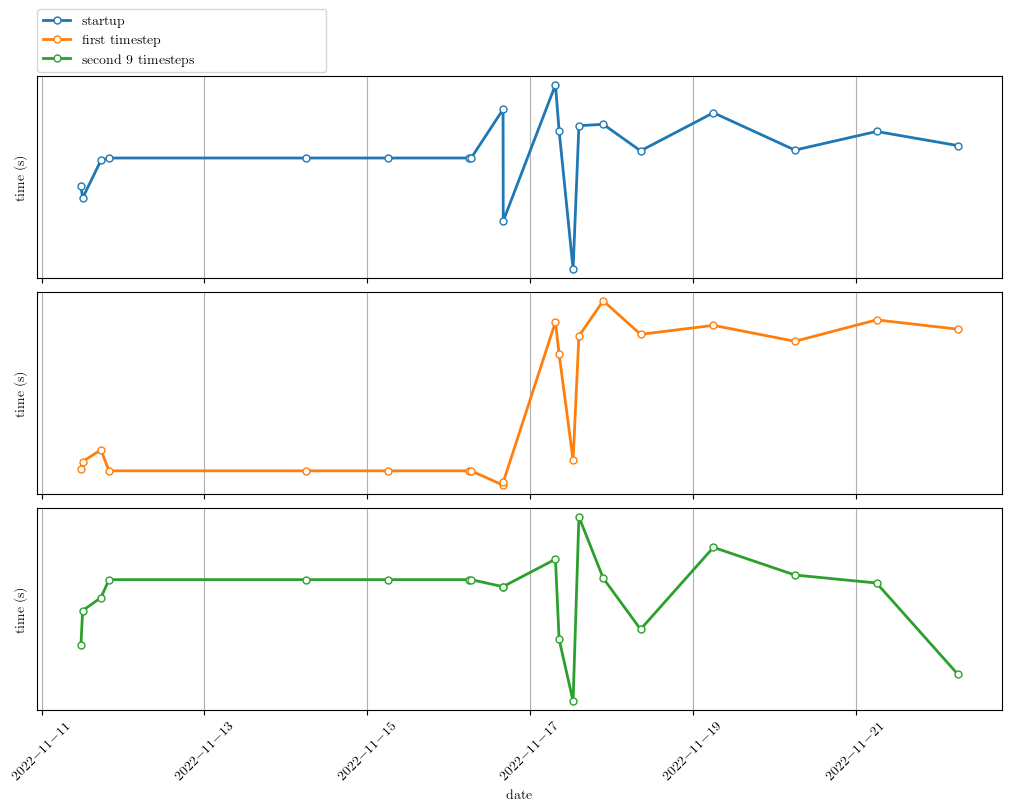 startup
first timestep
second 9 timesteps
time (s)
time (s)
time (s)
2022−11−11
2022−11−13
2022−11−15
2022−11−17
2022−11−19
2022−11−21
date